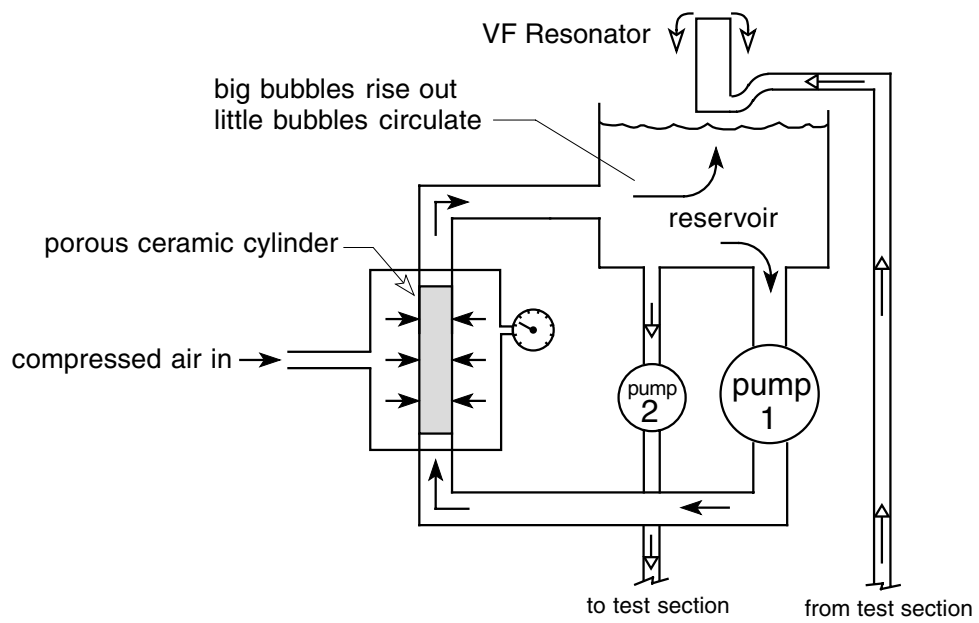 VF Resonator
big bubbles rise out
little bubbles circulate
reservoir
porous ceramic cylinder
compressed air in
pump
2
pump
1
to test section
from test section